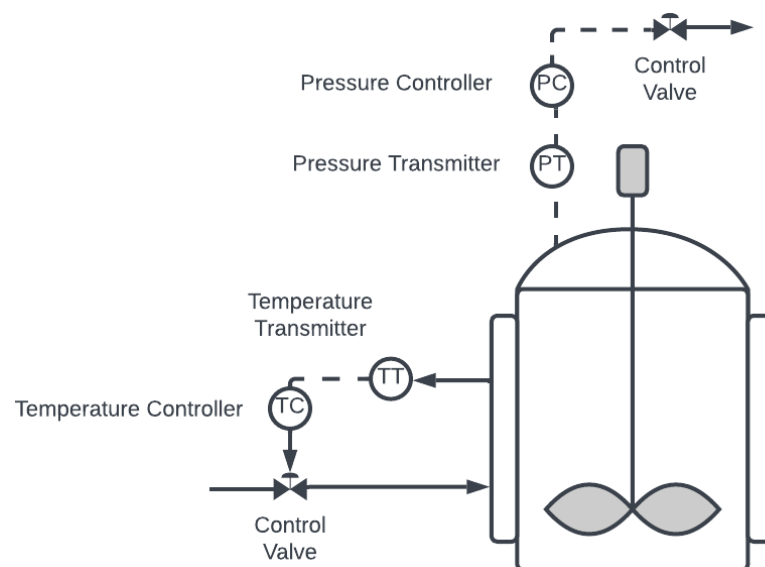 Pressure Controller
PC
Control
Valve
Pressure Transmitter
PT
Temperature
Transmitter
TT
Temperature Controller
TC
Control
Valve